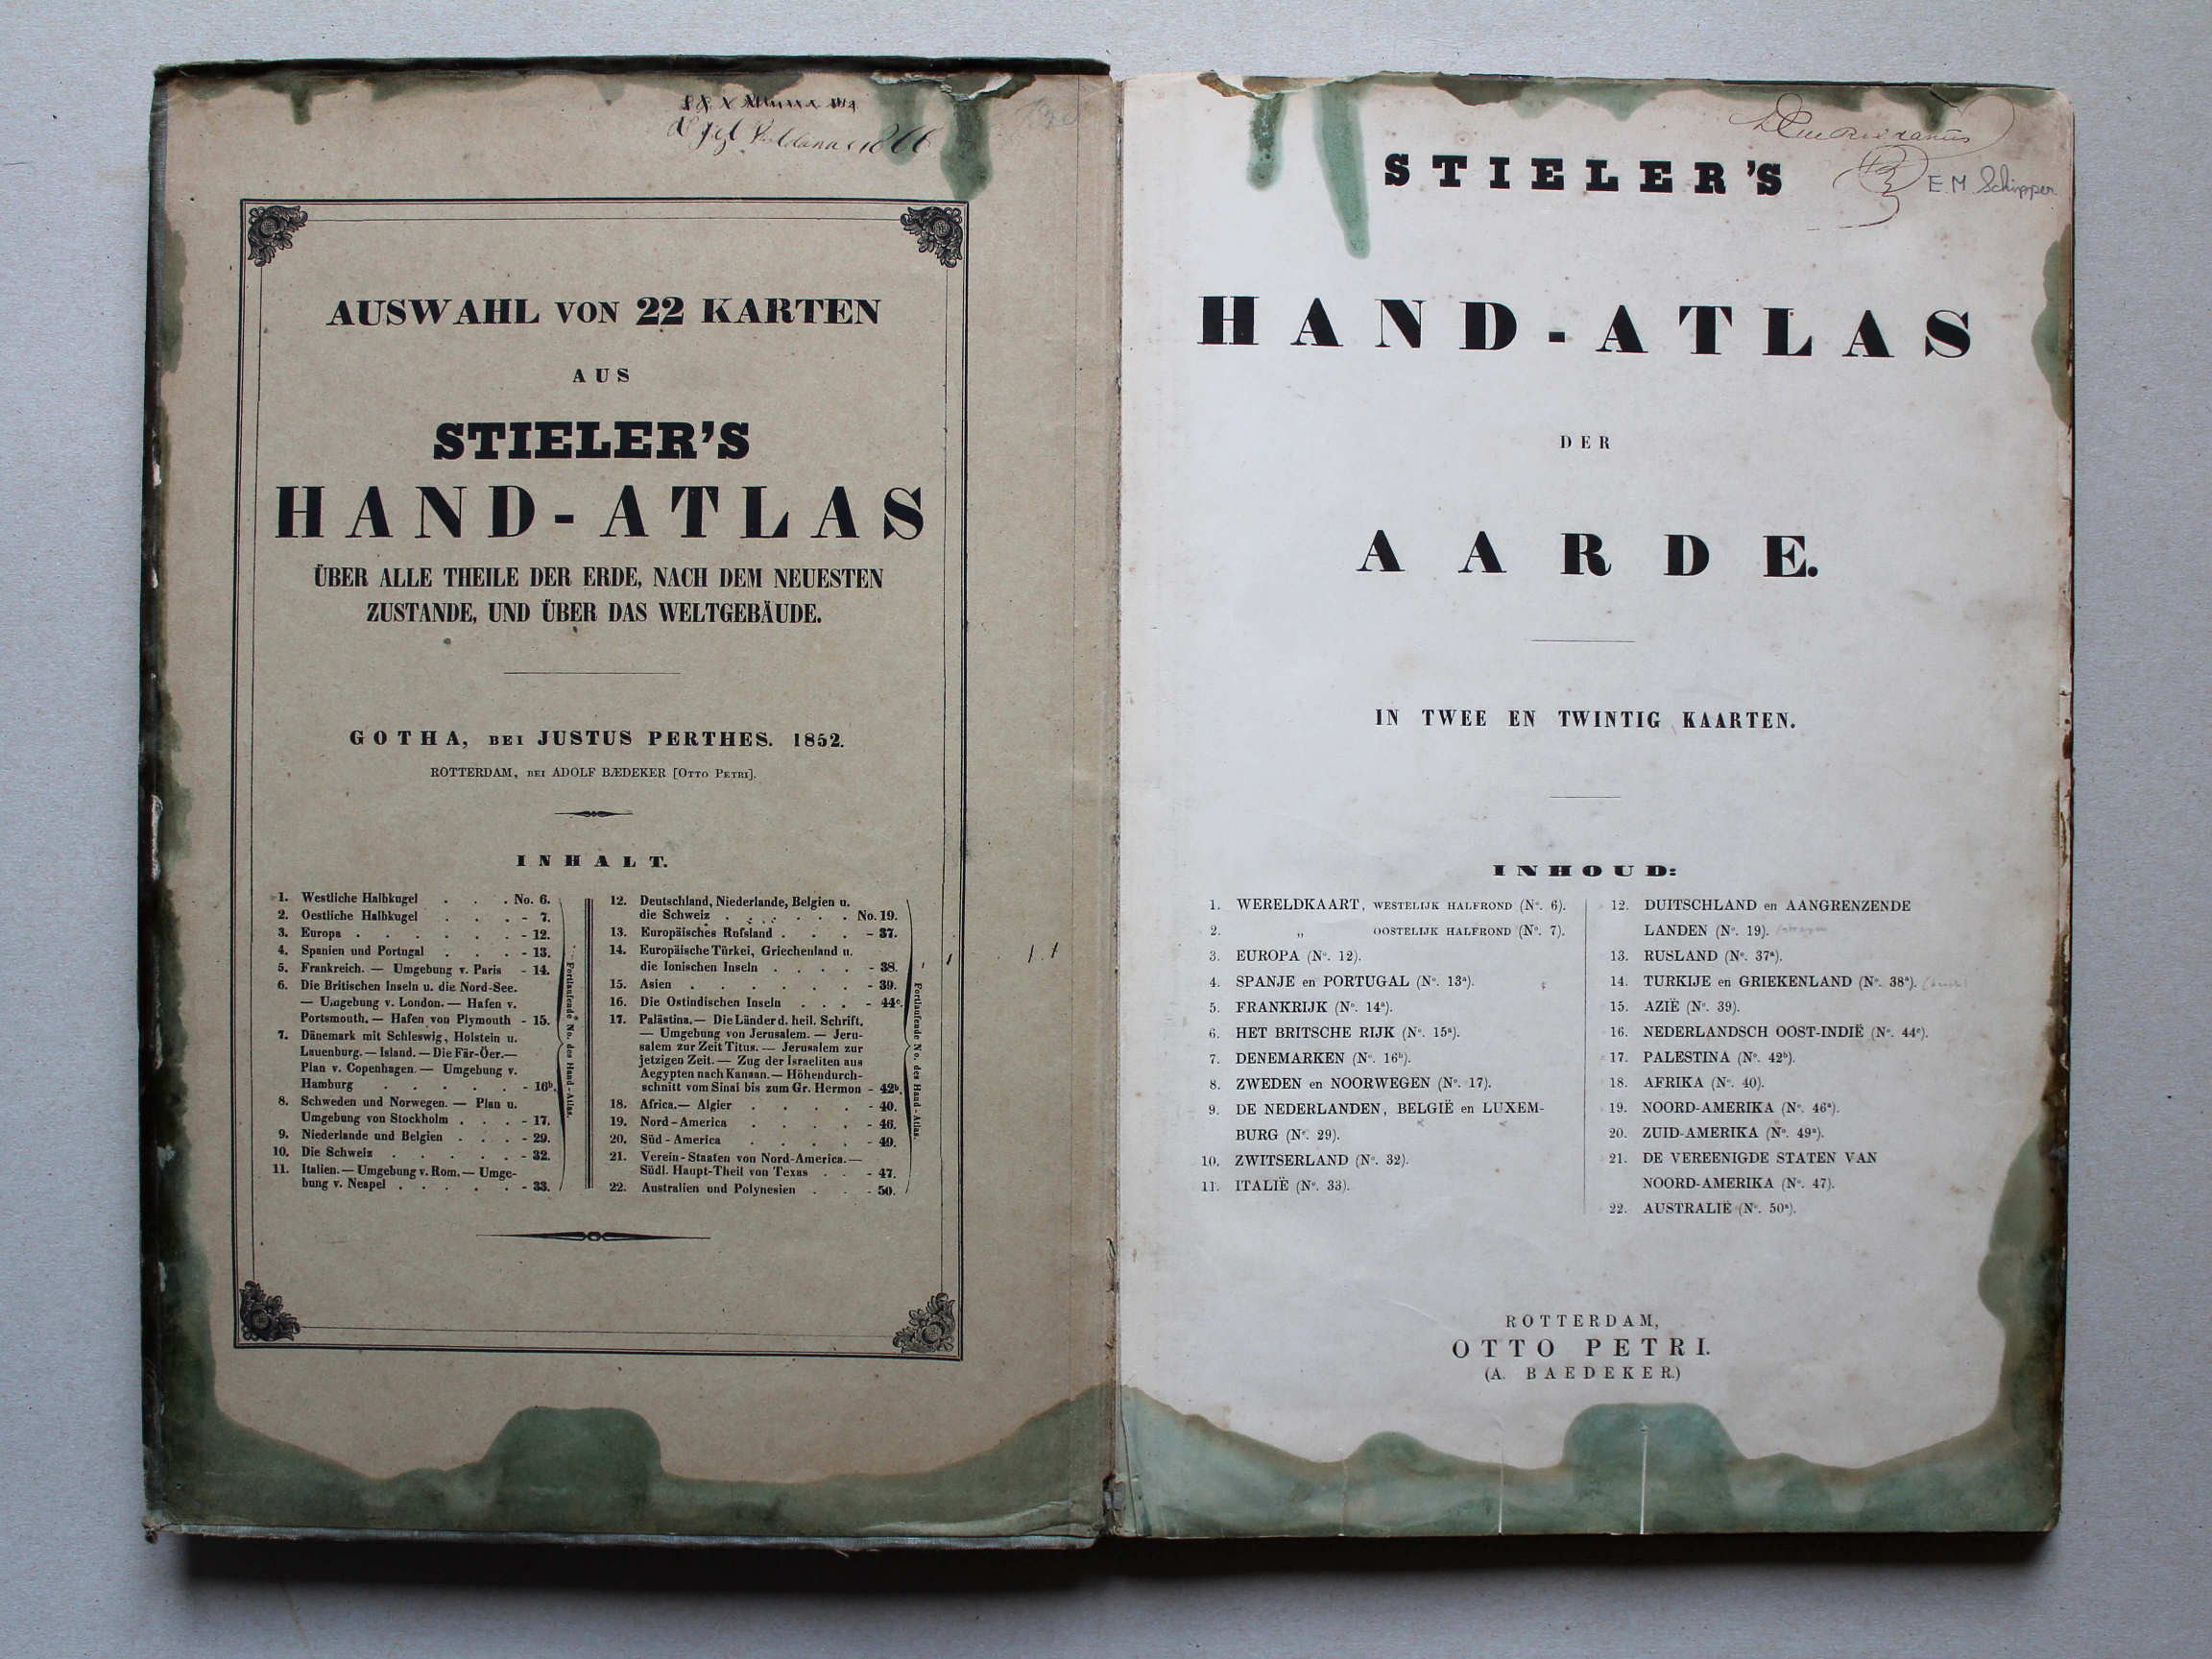 AUSWAHL VON 22 KARTEN
AUS
STIELER'S
HAND-ATLAS
ÜBER ALLE THEILE DER ERDE, NACH DEM NEUESTEN
ZUSTANDE, UND ÜBER DAS WELTGEBÄUDE.
GOTHA, BEI JUSTUS PERTHES. 1852.
ROTTERDAM, BEI ADOLF BÆDEKER [OTTO PETRI].
INHALT.
1. Westliche Halbkugel . . . No. 6.
2. Oestliche Halbkugel . . . - 7.
3. Europa . . . . . . - 12.
4. Spanien und Portugal . . . - 13.
5. Frankreich. — Umgebung v. Paris - 14.
6. Die Britischen Inseln u. die Nord-See.
— Umgebung v. London. — Hafen v.
Portsmouth. — Hafen von Plymouth - 15.
7. Dänemark mit Schleswig, Holstein u.
Lauenburg. — Island. — Die Fär-Öer. —
Plan v. Copenhagen. — Umgebung v.
Hamburg . . . . . - 16b.
8. Schweden und Norwegen. — Plan u.
Umgebung von Stockholm . . . - 17.
9. Niederlande und Belgien . . . - 29.
10. Die Schweiz . . . . . - 32.
11. Italien. — Umgebung v. Rom. — Umge-
bung v. Neapel . . . . . - 33.
Fortlaufende No. des Hand-Atlas.
12. Deutschland, Niederlande, Belgien u.
die Schweiz . . . . . . No. 19.
13. Europäisches Rufsland . . . - 37.
14. Europäische Türkei, Griechenland u.
die Ionischen Inseln . . . . - 38.
15. Asien . . . . . . - 39.
16. Die Ostindischen Inseln . . . - 44c.
17. Palästina. — Die Länder d. heil. Schrift.
— Umgebung von Jerusalem. — Jeru-
salem zur Zeit Titus. — Jerusalem zur
jetzigen Zeit. — Zug der Israeliten aus
Aegypten nach Kanaan. — Höhendurch-
schnitt vom Sinai bis zum Gr. Hermon - 42b.
18. Africa. — Algier . . . . - 40.
19. Nord-America . . . . - 46.
20. Süd-America . . . . - 49.
21. Verein-Staaten von Nord-America. —
Südl. Haupt-Theil von Texas . . - 47.
22. Australien und Polynesien . . - 50.
Fortlaufende No. des Hand-Atlas.
E.M. Schipper
STIELER'S
HAND-ATLAS
DER
AARDE.
IN TWEE EN TWINTIG KAARTEN.
INHOUD:
1. WERELDKAART, WESTELIJK HALFROND (No. 6).
2. „ OOSTELIJK HALFROND (No. 7).
3. EUROPA (No. 12).
4. SPANJE en PORTUGAL (No. 13a).
5. FRANKRIJK (No. 14a).
6. HET BRITSCHE RIJK (No. 15a).
7. DENEMARKEN (No. 16b).
8. ZWEDEN en NOORWEGEN (No. 17).
9. DE NEDERLANDEN, BELGIË en LUXEM-
BURG (No. 29).
10. ZWITSERLAND (No. 32).
11. ITALIË (No. 33).
12. DUITSCHLAND en AANGRENZENDE
LANDEN (No. 19).
13. RUSLAND (No. 37a).
14. TURKIJE en GRIEKENLAND (No. 38a).
15. AZIË (No. 39).
16. NEDERLANDSCH OOST-INDIË (No. 44c).
17. PALESTINA (No. 42b).
18. AFRIKA (No. 40).
19. NOORD-AMERIKA (No. 46a).
20. ZUID-AMERIKA (No. 49a).
21. DE VEREENIGDE STATEN VAN
NOORD-AMERIKA (No. 47).
22. AUSTRALIË (No. 50a).
ROTTERDAM,
OTTO PETRI.
(A. BAEDEKER.)